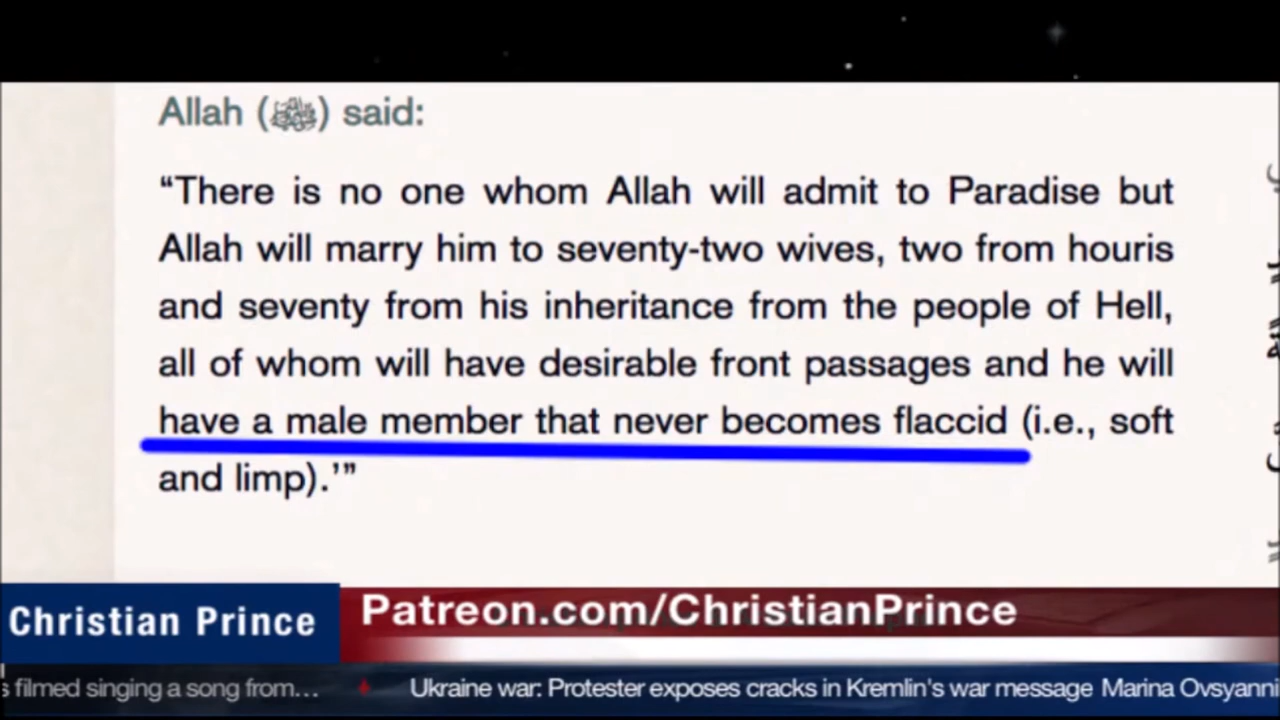 Allah (ﷻ) said:
“There is no one whom Allah will admit to Paradise but
Allah will marry him to seventy-two wives, two from houris
and seventy from his inheritance from the people of Hell,
all of whom will have desirable front passages and he will
have a male member that never becomes flaccid (i.e., soft
and limp).’”
Christian Prince
Patreon.com/ChristianPrince
s filmed singing a song from…
Ukraine war: Protester exposes cracks in Kremlin's war message Marina Ovsyanni